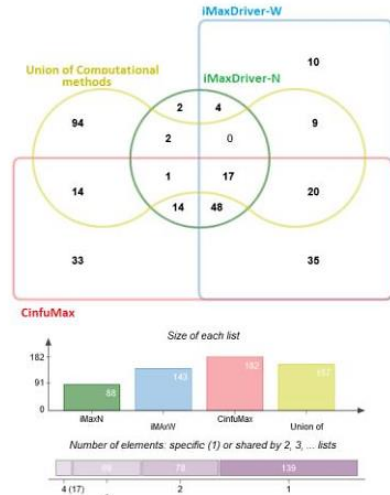 iMaxDriver-W
10
Union of Computational
methods
iMaxDriver-N
2
4
94
2
0
9
1
17
14
20
14
48
33
35
CinfuMax
Size of each list
182
91
0
88
143
182
157
iMaxN
iMAxW
CinfuMax
Union of
Number of elements: specific (1) or shared by 2, 3, ... lists
69
78
139
4 (17)
2
1